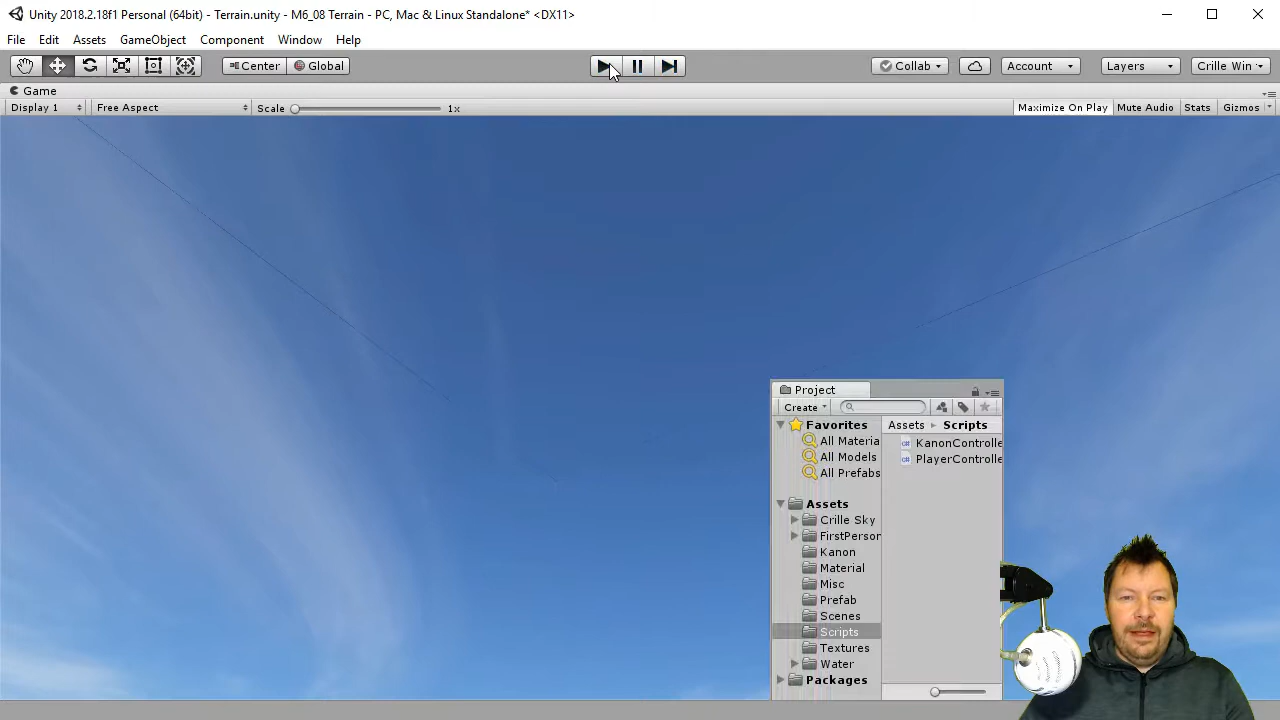 Unity 2018.2.18f1 Personal (64bit) - Terrain.unity - M6_08 Terrain - PC, Mac & Linux Standalone* <DX11>
File Edit Assets GameObject Component Window Help
Center Global Collab Account Layers Crille Win
Game
Display 1 Free Aspect Scale 1x Maximize On Play Mute Audio Stats Gizmos
Project
Create
Favorites
All Materia
All Models
All Prefabs
Assets
Crille Sky
FirstPerson
Kanon
Material
Misc
Prefab
Scenes
Scripts
Textures
Water
Packages
Assets Scripts
KanonControlle
PlayerControlle